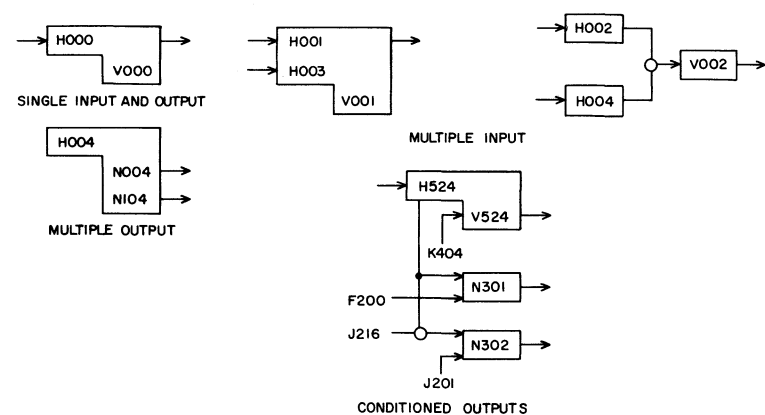 H000
V000
SINGLE INPUT AND OUTPUT
H001
H003
V001
H002
H004
V002
MULTIPLE INPUT
H004
N004
N104
MULTIPLE OUTPUT
H524
V524
K404
F200
N301
J216
N302
J201
CONDITIONED OUTPUTS